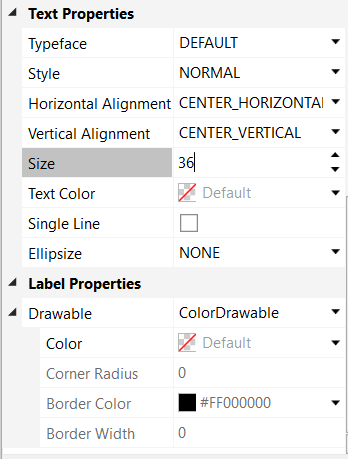 Text Properties
Typeface DEFAULT
Style NORMAL
Horizontal Alignment CENTER_HORIZONTAL
Vertical Alignment CENTER_VERTICAL
Size 36
Text Color Default
Single Line
Ellipsize NONE
Label Properties
Drawable ColorDrawable
Color Default
Corner Radius 0
Border Color #FF000000
Border Width 0